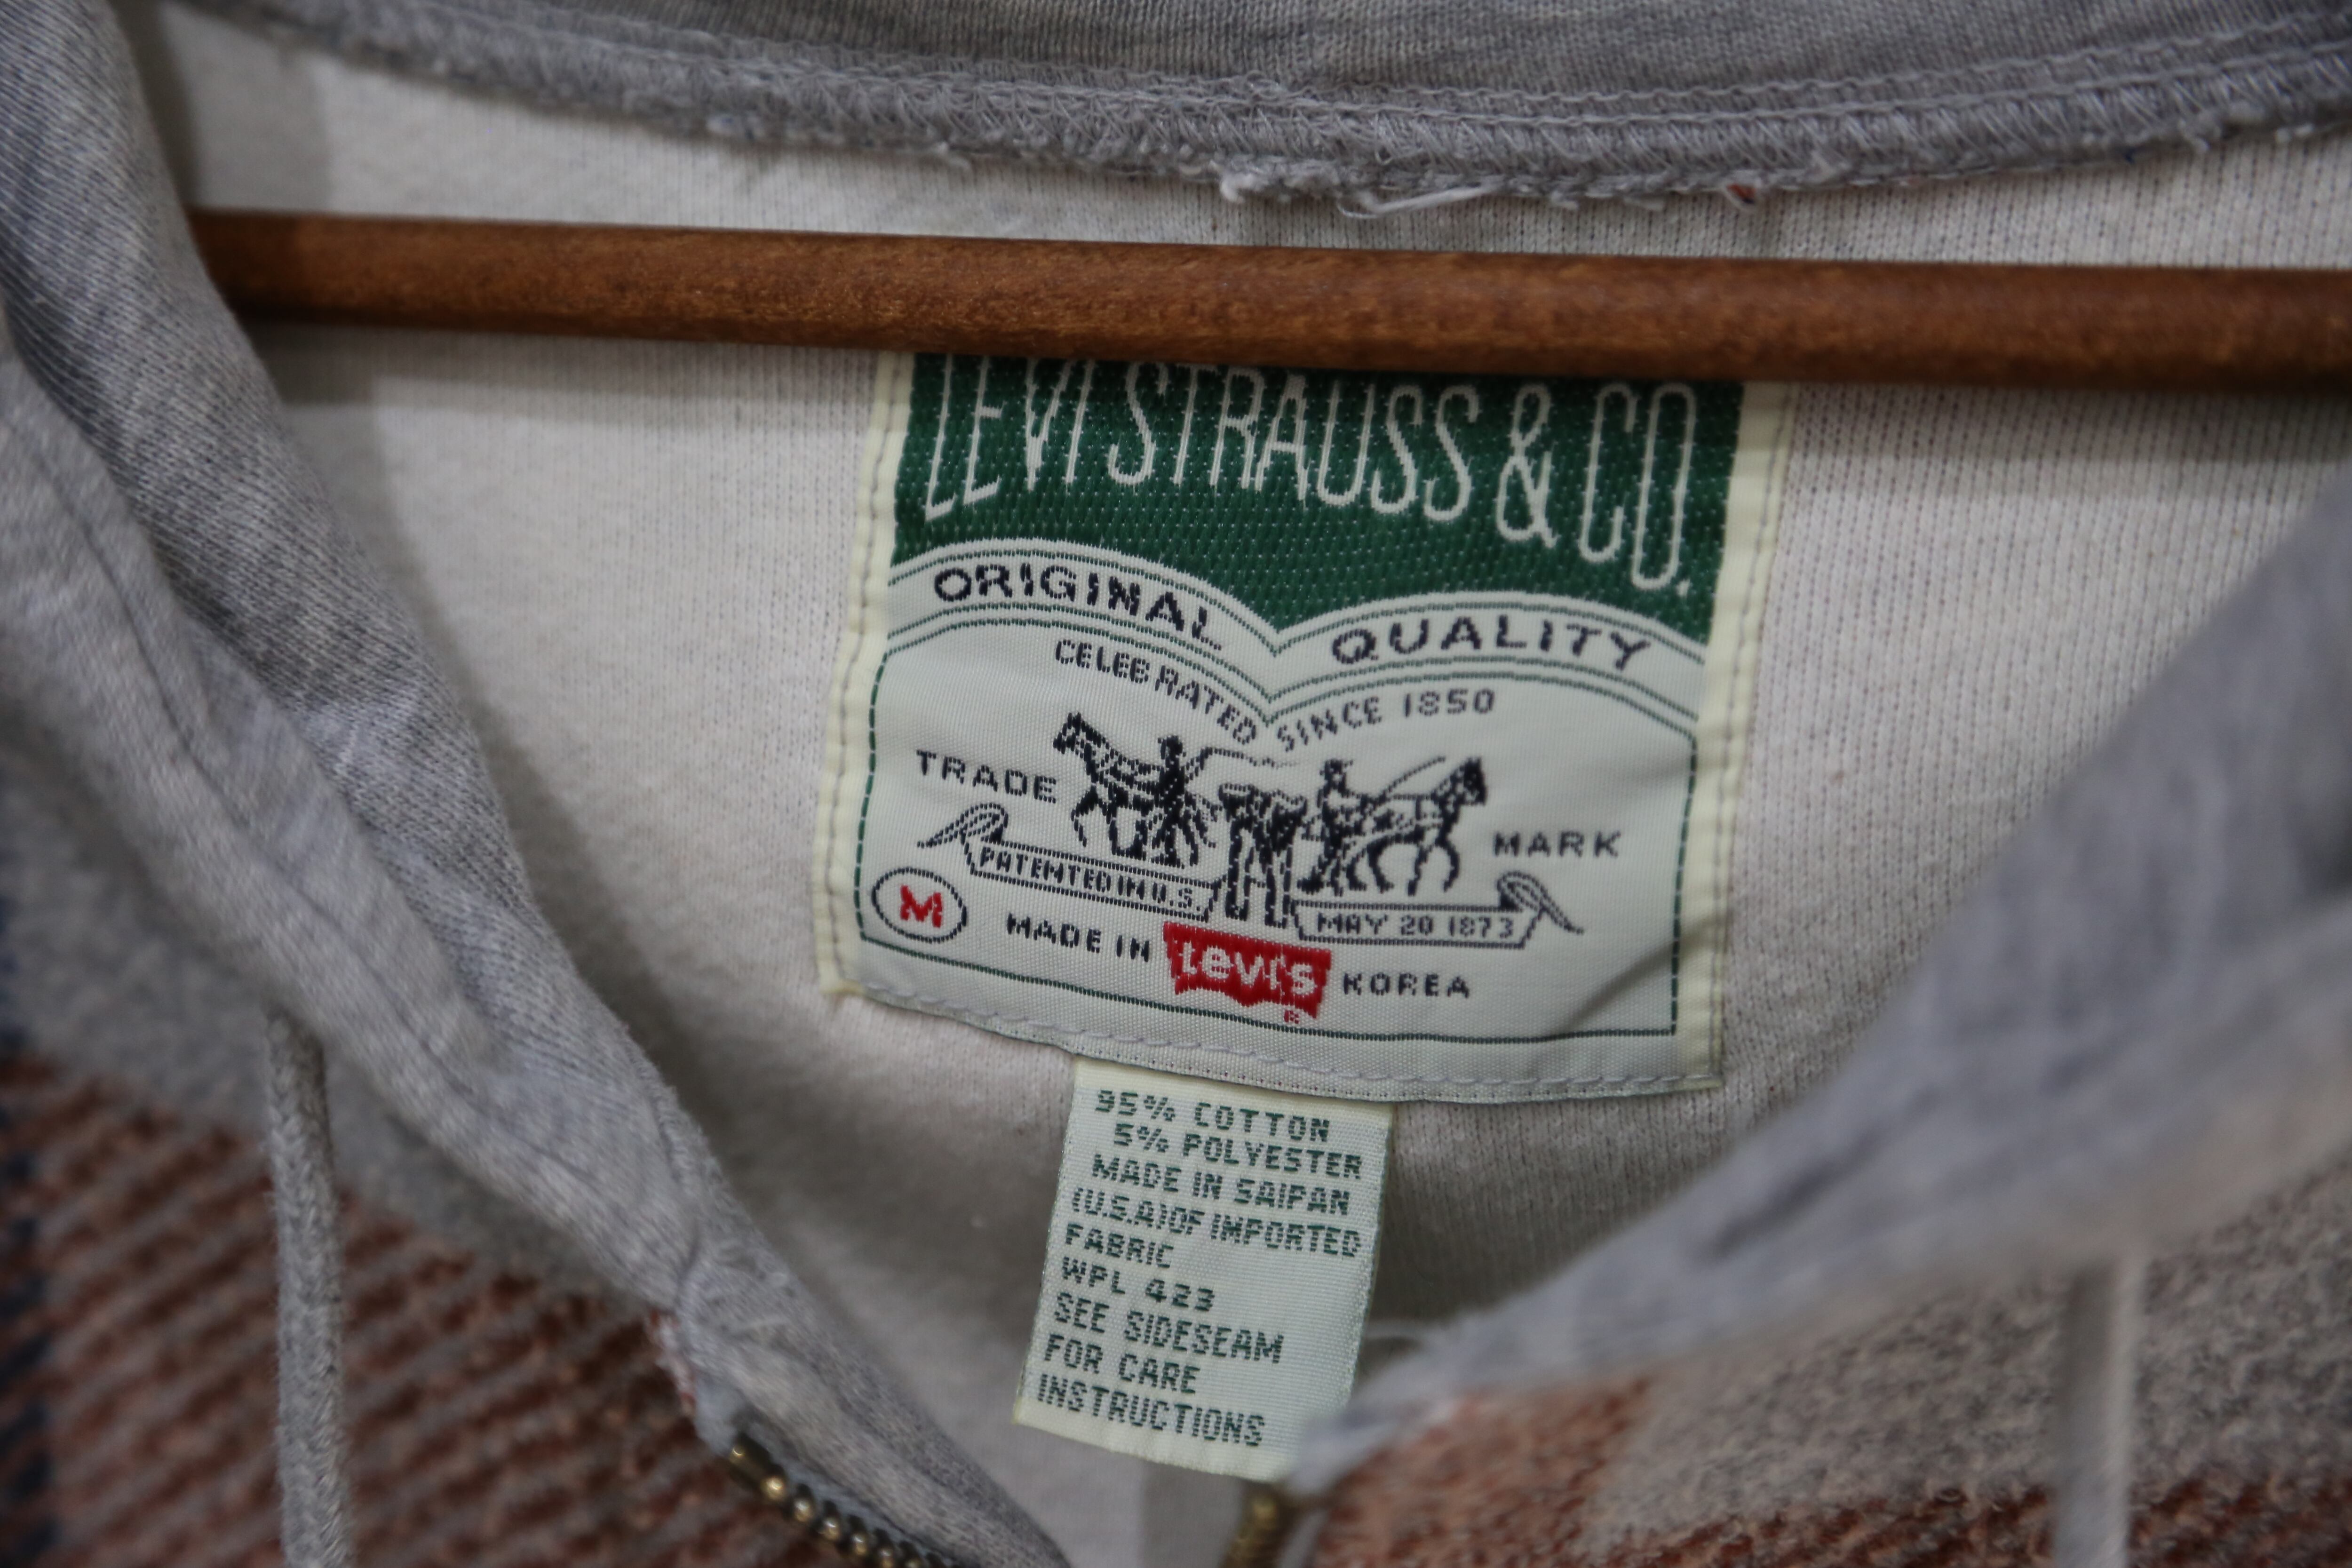 LEVI STRAUSS & CO.
ORIGINAL QUALITY
CELEBRATED SINCE 1850
TRADE MARK
PATENTED IN U.S. MAY 20 1873
M
MADE IN Levi's KOREA
®
95% COTTON
5% POLYESTER
MADE IN SAIPAN
(U.S.A) OF IMPORTED
FABRIC
WPL 423
SEE SIDESEAM
FOR CARE
INSTRUCTIONS